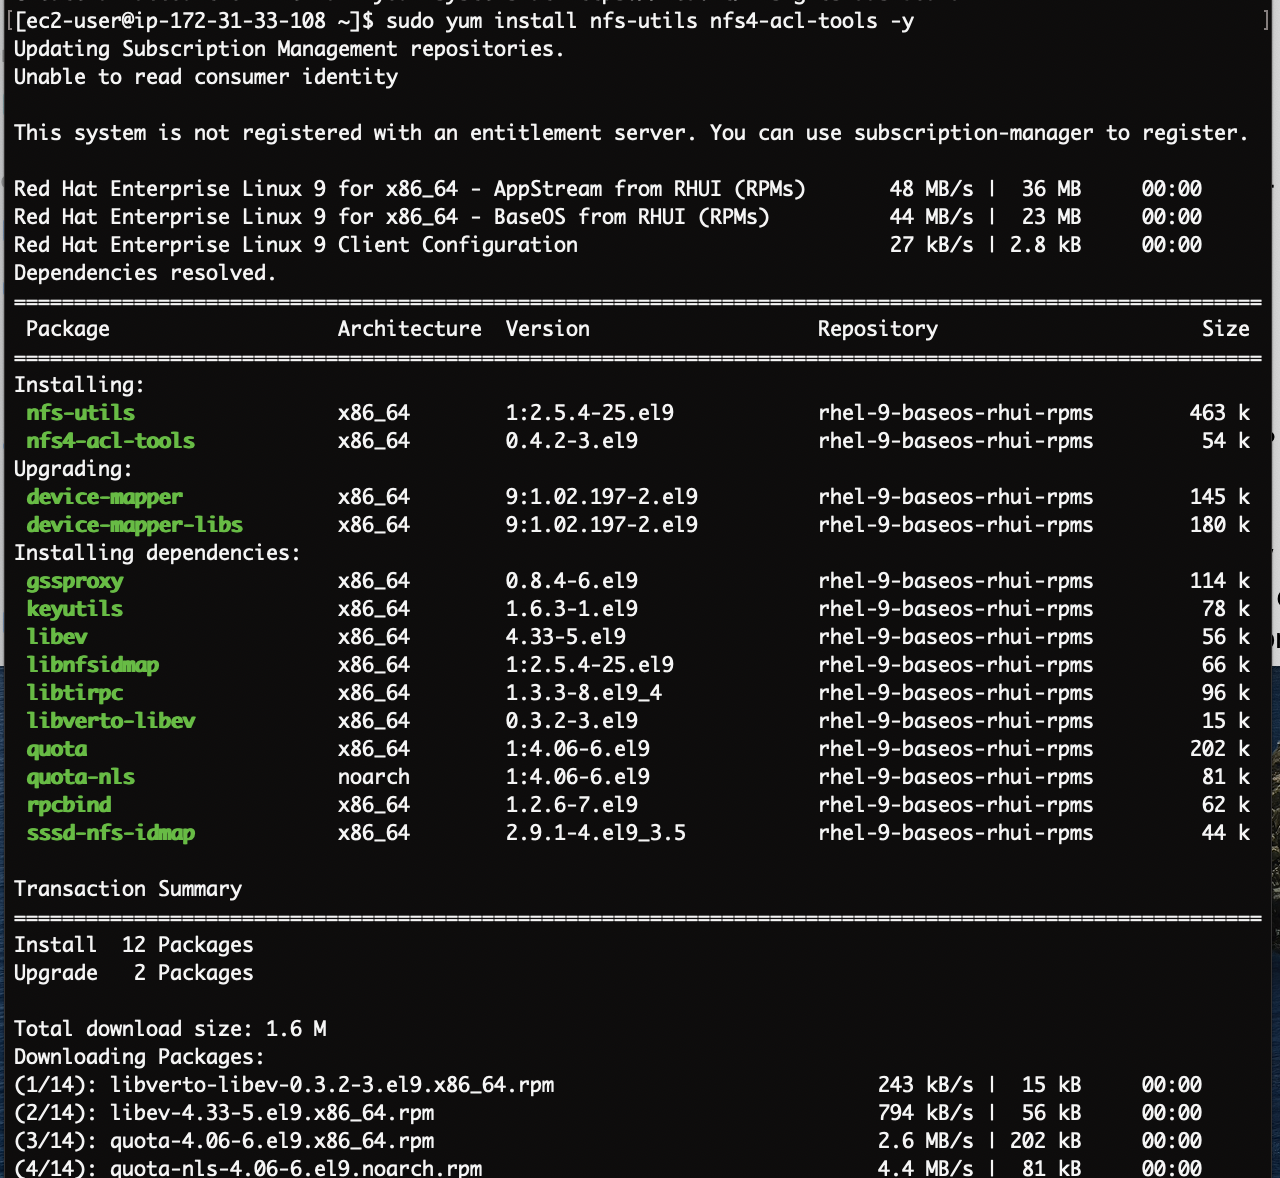 [[ec2-user@ip-172-31-33-108 ~]$ sudo yum install nfs-utils nfs4-acl-tools -y ]
Updating Subscription Management repositories.
Unable to read consumer identity
This system is not registered with an entitlement server. You can use subscription-manager to register.
Red Hat Enterprise Linux 9 for x86_64 - AppStream from RHUI (RPMs) 48 MB/s | 36 MB 00:00
Red Hat Enterprise Linux 9 for x86_64 - BaseOS from RHUI (RPMs) 44 MB/s | 23 MB 00:00
Red Hat Enterprise Linux 9 Client Configuration 27 kB/s | 2.8 kB 00:00
Dependencies resolved.
Package Architecture Version Repository Size
Installing:
nfs-utils x86_64 1:2.5.4-25.el9 rhel-9-baseos-rhui-rpms 463 k
nfs4-acl-tools x86_64 0.4.2-3.el9 rhel-9-baseos-rhui-rpms 54 k
Upgrading:
device-mapper x86_64 9:1.02.197-2.el9 rhel-9-baseos-rhui-rpms 145 k
device-mapper-libs x86_64 9:1.02.197-2.el9 rhel-9-baseos-rhui-rpms 180 k
Installing dependencies:
gssproxy x86_64 0.8.4-6.el9 rhel-9-baseos-rhui-rpms 114 k
keyutils x86_64 1.6.3-1.el9 rhel-9-baseos-rhui-rpms 78 k
libev x86_64 4.33-5.el9 rhel-9-baseos-rhui-rpms 56 k
libnfsidmap x86_64 1:2.5.4-25.el9 rhel-9-baseos-rhui-rpms 66 k
libtirpc x86_64 1.3.3-8.el9_4 rhel-9-baseos-rhui-rpms 96 k
libverto-libev x86_64 0.3.2-3.el9 rhel-9-baseos-rhui-rpms 15 k
quota x86_64 1:4.06-6.el9 rhel-9-baseos-rhui-rpms 202 k
quota-nls noarch 1:4.06-6.el9 rhel-9-baseos-rhui-rpms 81 k
rpcbind x86_64 1.2.6-7.el9 rhel-9-baseos-rhui-rpms 62 k
sssd-nfs-idmap x86_64 2.9.1-4.el9_3.5 rhel-9-baseos-rhui-rpms 44 k
Transaction Summary
Install 12 Packages
Upgrade 2 Packages
Total download size: 1.6 M
Downloading Packages:
(1/14): libverto-libev-0.3.2-3.el9.x86_64.rpm 243 kB/s | 15 kB 00:00
(2/14): libev-4.33-5.el9.x86_64.rpm 794 kB/s | 56 kB 00:00
(3/14): quota-4.06-6.el9.x86_64.rpm 2.6 MB/s | 202 kB 00:00
(4/14): quota-nls-4.06-6.el9.noarch.rpm 4.4 MB/s | 81 kB 00:00